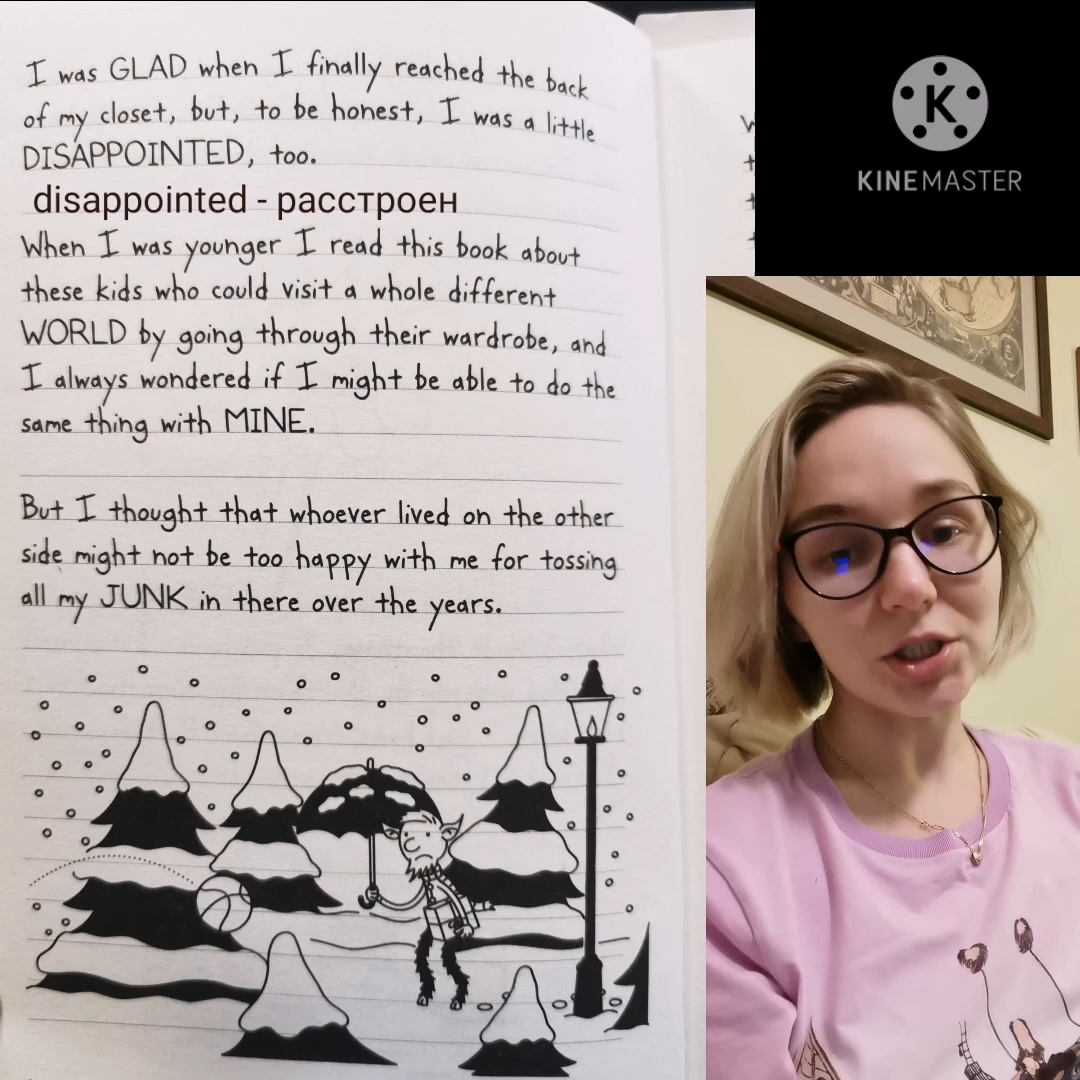 I was GLAD when I finally reached the back
of my closet, but, to be honest, I was a little
DISAPPOINTED, too.
disappointed - расстроен
When I was younger I read this book about
these kids who could visit a whole different
WORLD by going through their wardrobe, and
I always wondered if I might be able to do the
same thing with MINE.
But I thought that whoever lived on the other
side might not be too happy with me for tossing
all my JUNK in there over the years.
K
KINEMASTER